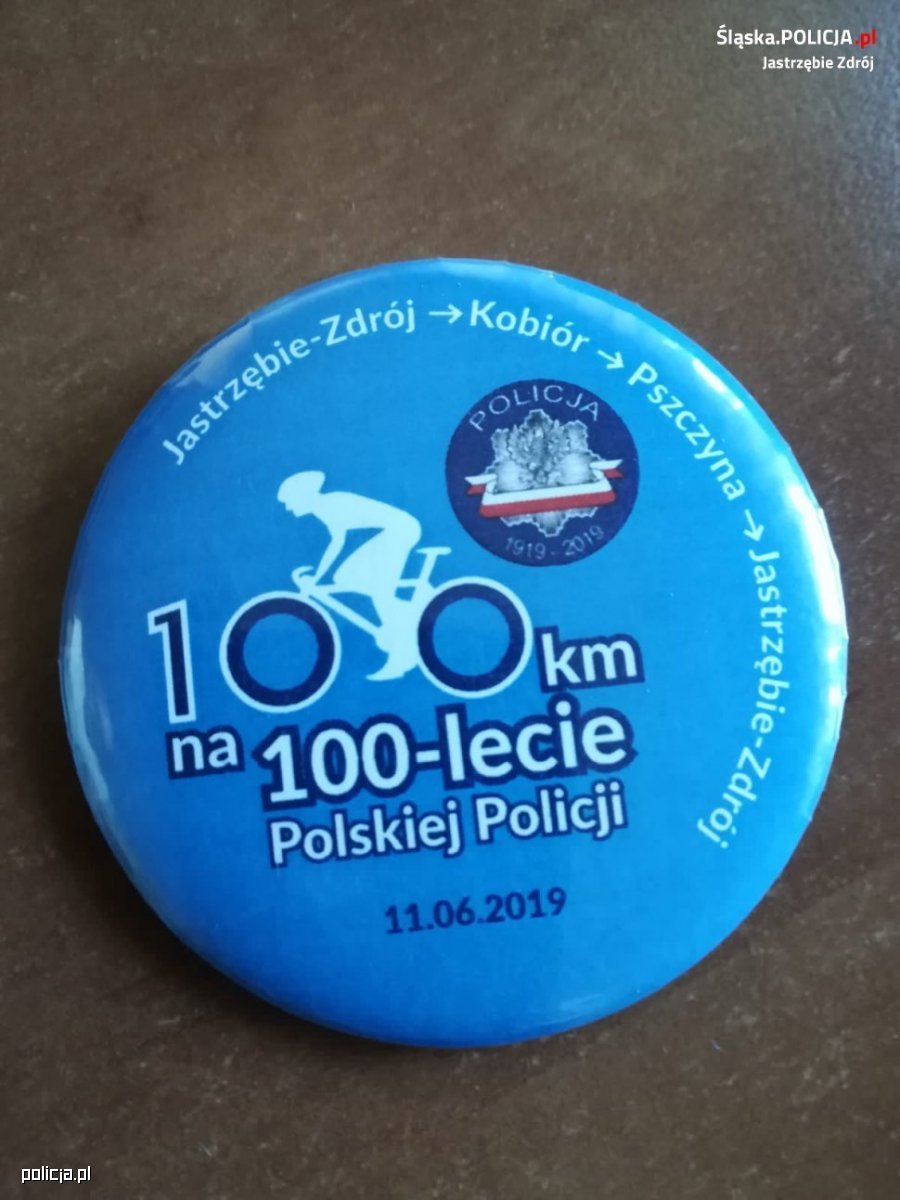 Śląska.POLICJA.pl
Jastrzębie Zdrój
Jastrzębie-Zdrój → Kobiór → Pszczyna → Jastrzębie-Zdrój
POLICJA
1919 - 2019
100 km
na 100-lecie
Polskiej Policji
11.06.2019
policja.pl